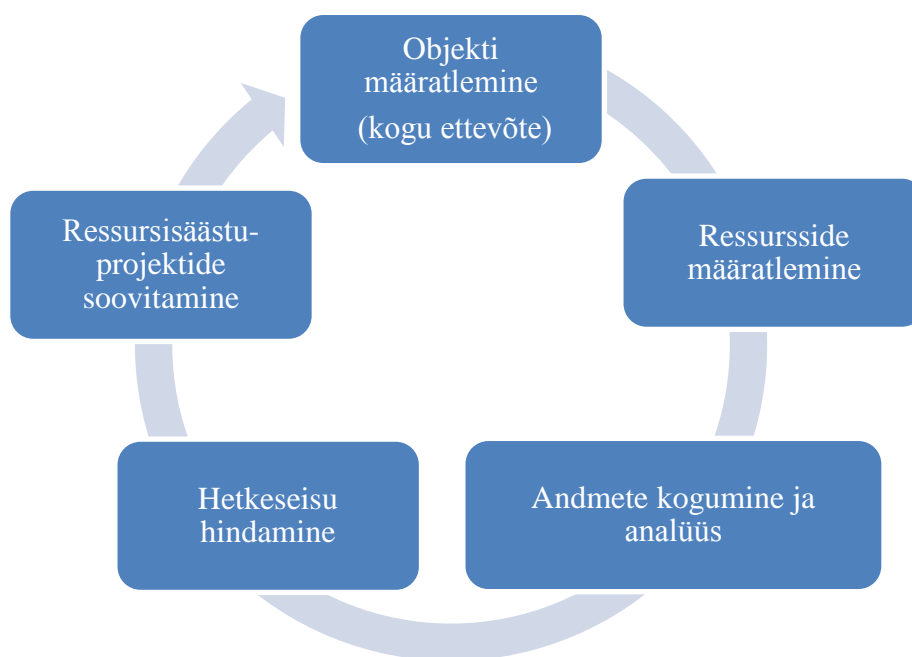 Objekti
määratlemine
(kogu ettevõte)
Ressursside
määratlemine
Andmete kogumine ja
analüüs
Hetkeseisu
hindamine
Ressursisäästu-
projektide
soovitamine